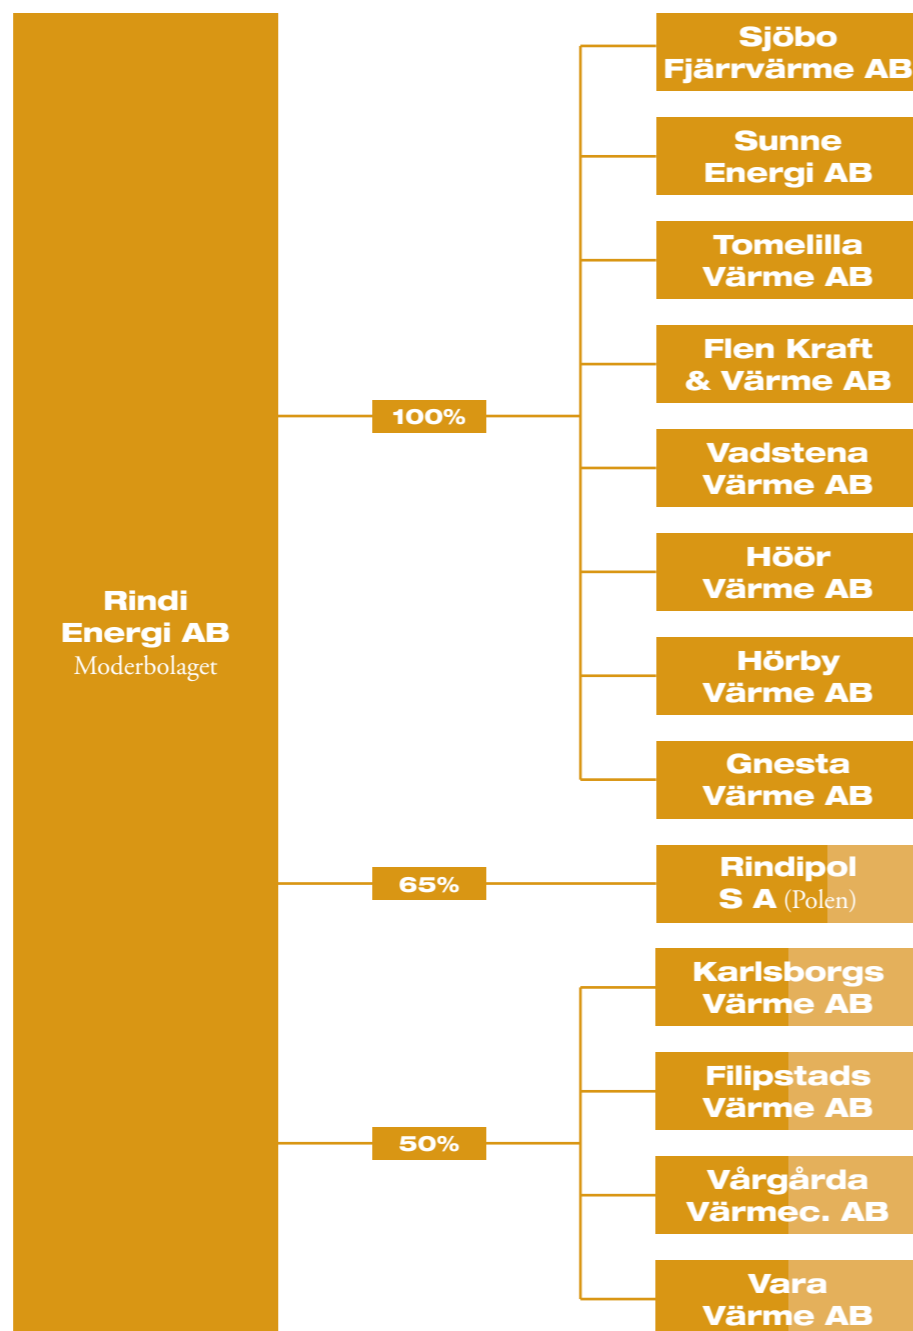 Rindi
Energi AB
Moderbolaget
100%
Sjöbo
Fjärrvärme AB
Sunne
Energi AB
Tomelilla
Värme AB
Flen Kraft
& Värme AB
Vadstena
Värme AB
Höör
Värme AB
Hörby
Värme AB
Gnesta
Värme AB
65%
Rindipol
S A (Polen)
50%
Karlsborgs
Värme AB
Filipstads
Värme AB
Vårgårda
Värmec. AB
Vara
Värme AB